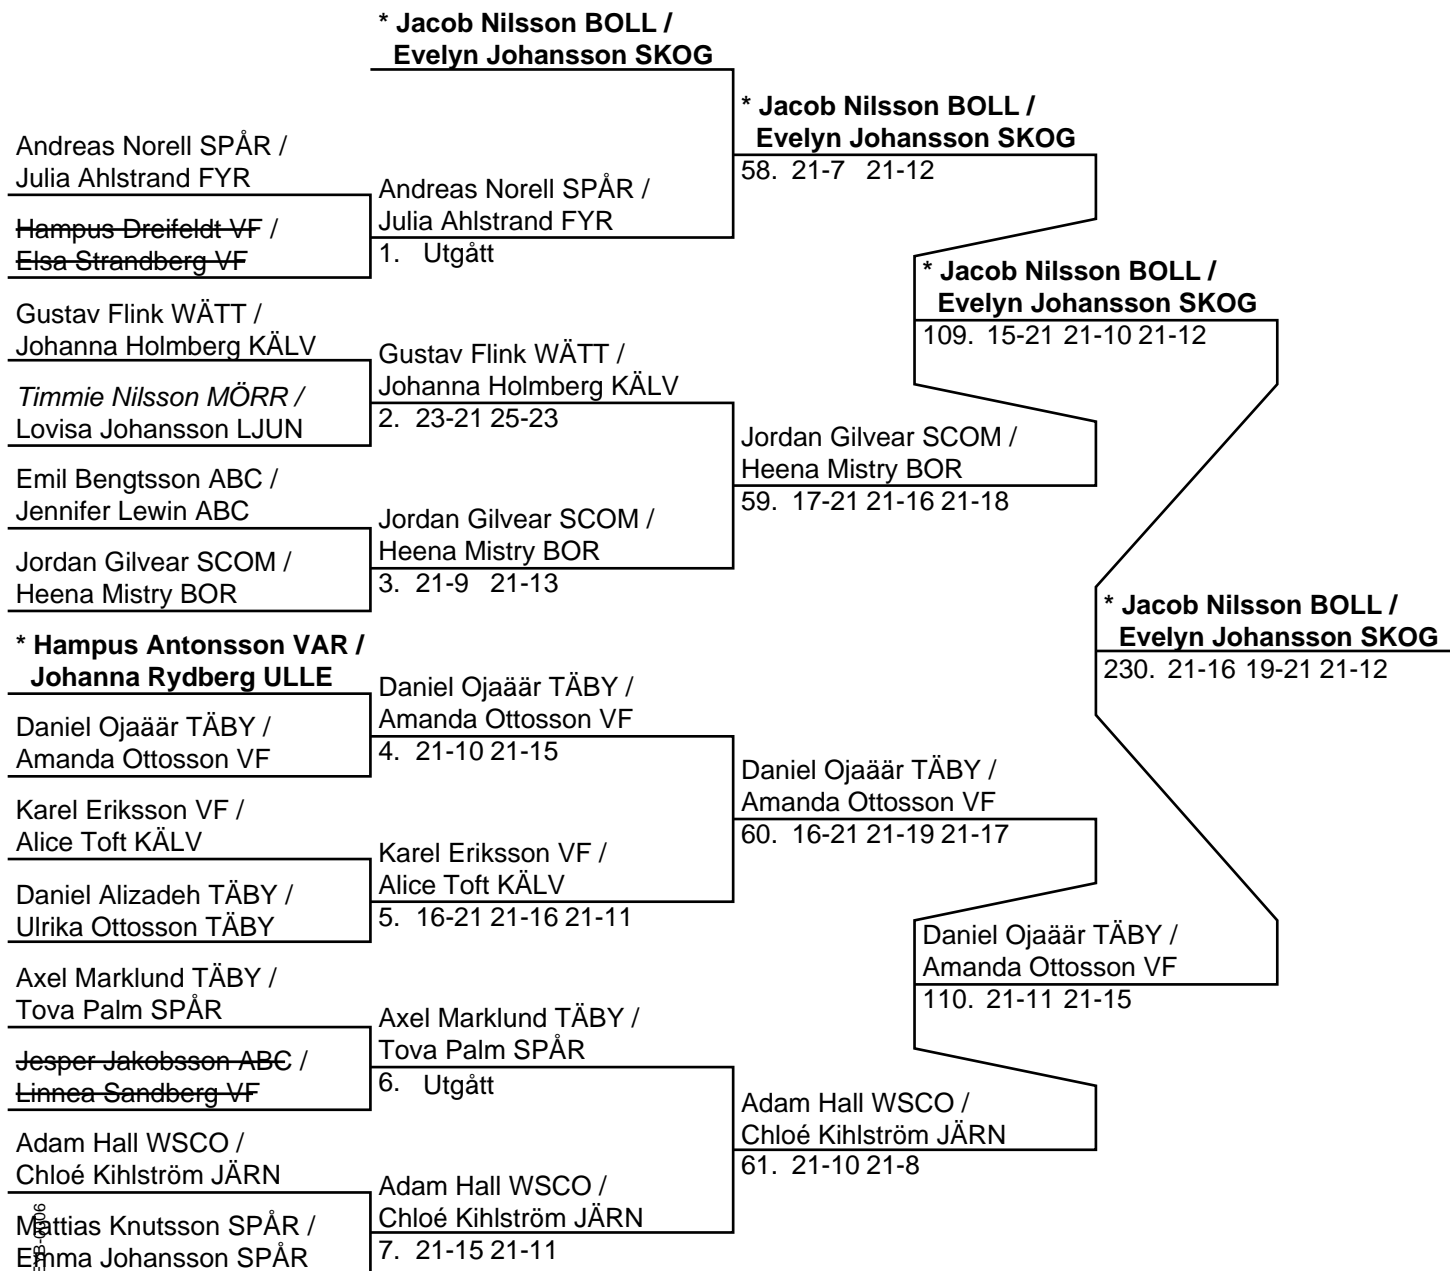 * Jacob Nilsson BOLL /
Evelyn Johansson SKOG
Andreas Norell SPÅR /
Julia Ahlstrand FYR
Hampus Dreifeldt VF /
Elsa Strandberg VF
Gustav Flink WÄTT /
Johanna Holmberg KÄLV
Timmie Nilsson MÖRR /
Lovisa Johansson LJUN
Emil Bengtsson ABC /
Jennifer Lewin ABC
Jordan Gilvear SCOM /
Heena Mistry BOR
* Hampus Antonsson VAR /
Johanna Rydberg ULLE
Daniel Ojaäär TÄBY /
Amanda Ottosson VF
Karel Eriksson VF /
Alice Toft KÄLV
Daniel Alizadeh TÄBY /
Ulrika Ottosson TÄBY
Axel Marklund TÄBY /
Tova Palm SPÅR
Jesper Jakobsson ABC /
Linnea Sandberg VF
Adam Hall WSCO /
Chloé Kihlström JÄRN
Mattias Knutsson SPÅR /
Emma Johansson SPÅR
Andreas Norell SPÅR /
Julia Ahlstrand FYR
1. Utgått
Gustav Flink WÄTT /
Johanna Holmberg KÄLV
2. 23-21 25-23
Jordan Gilvear SCOM /
Heena Mistry BOR
3. 21-9 21-13
Daniel Ojaäär TÄBY /
Amanda Ottosson VF
4. 21-10 21-15
Karel Eriksson VF /
Alice Toft KÄLV
5. 16-21 21-16 21-11
Axel Marklund TÄBY /
Tova Palm SPÅR
6. Utgått
Adam Hall WSCO /
Chloé Kihlström JÄRN
7. 21-15 21-11
* Jacob Nilsson BOLL /
Evelyn Johansson SKOG
58. 21-7 21-12
Jordan Gilvear SCOM /
Heena Mistry BOR
59. 17-21 21-16 21-18
Daniel Ojaäär TÄBY /
Amanda Ottosson VF
60. 16-21 21-19 21-17
Adam Hall WSCO /
Chloé Kihlström JÄRN
61. 21-10 21-8
* Jacob Nilsson BOLL /
Evelyn Johansson SKOG
109. 15-21 21-10 21-12
Daniel Ojaäär TÄBY /
Amanda Ottosson VF
110. 21-11 21-15
* Jacob Nilsson BOLL /
Evelyn Johansson SKOG
230. 21-16 19-21 21-12